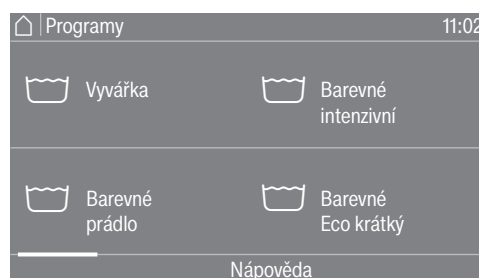 Programy 11:02
Vyvářka
Barevné
intenzivní
Barevné
prádlo
Barevné
Eco krátký
Nápověda